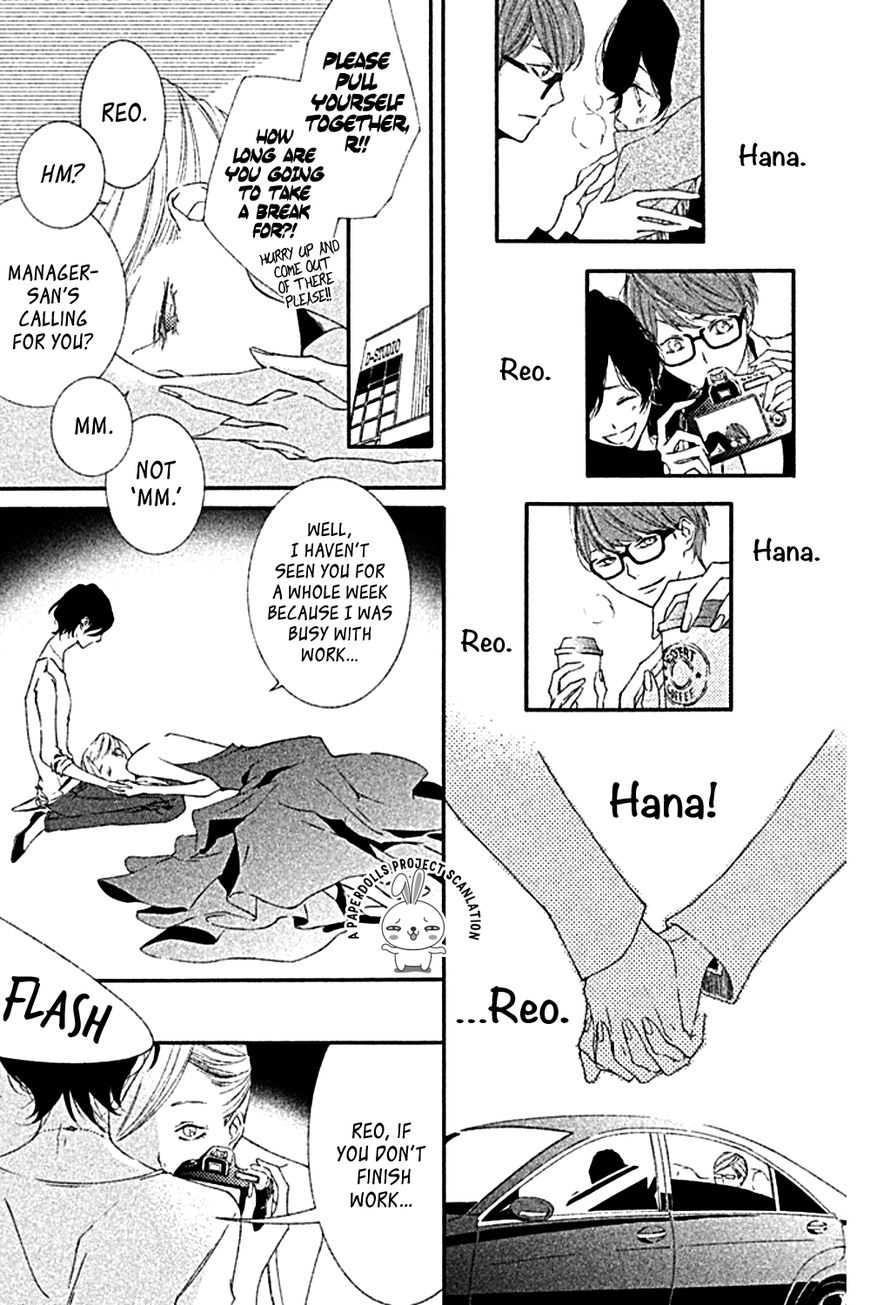 Hana.
Reo.
Hana.
Reo.
COFFEE
Hana!
...Reo.
PLEASE
PULL
YOURSELF
TOGETHER,
R!!
HOW
LONG ARE
YOU GOING
TO TAKE
A BREAK
FOR?!
HURRY UP AND
COME OUT
OF THERE
PLEASE!!
D-STUDIO
REO.
HM?
MANAGER-
SAN'S
CALLING
FOR YOU?
MM.
NOT
'MM.'
WELL,
I HAVEN'T
SEEN YOU FOR
A WHOLE WEEK
BECAUSE I WAS
BUSY WITH
WORK...
A PAPERDOLLS PROJECT SCANLATION
FLASH
REO, IF
YOU DON'T
FINISH
WORK...